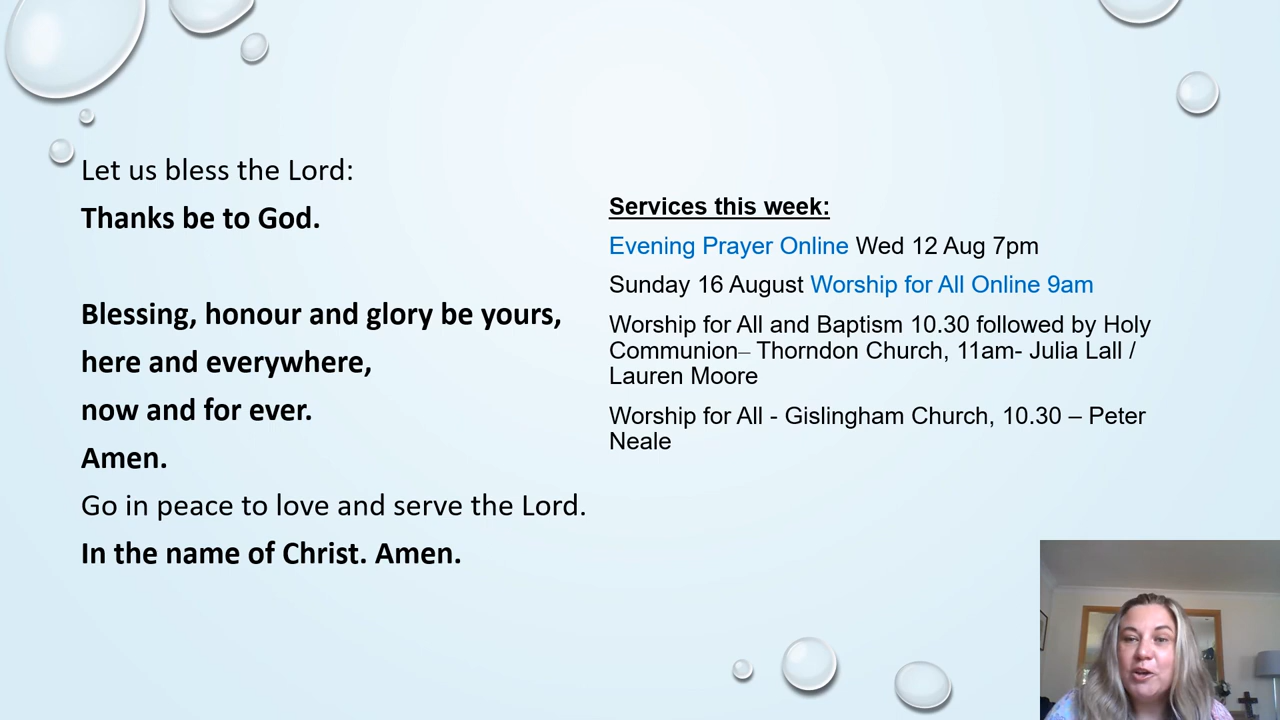 Let us bless the Lord:
Thanks be to God.
Blessing, honour and glory be yours,
here and everywhere,
now and for ever.
Amen.
Go in peace to love and serve the Lord.
In the name of Christ. Amen.
Services this week:
Evening Prayer Online Wed 12 Aug 7pm
Sunday 16 August Worship for All Online 9am
Worship for All and Baptism 10.30 followed by Holy
Communion– Thorndon Church, 11am- Julia Lall /
Lauren Moore
Worship for All - Gislingham Church, 10.30 – Peter
Neale